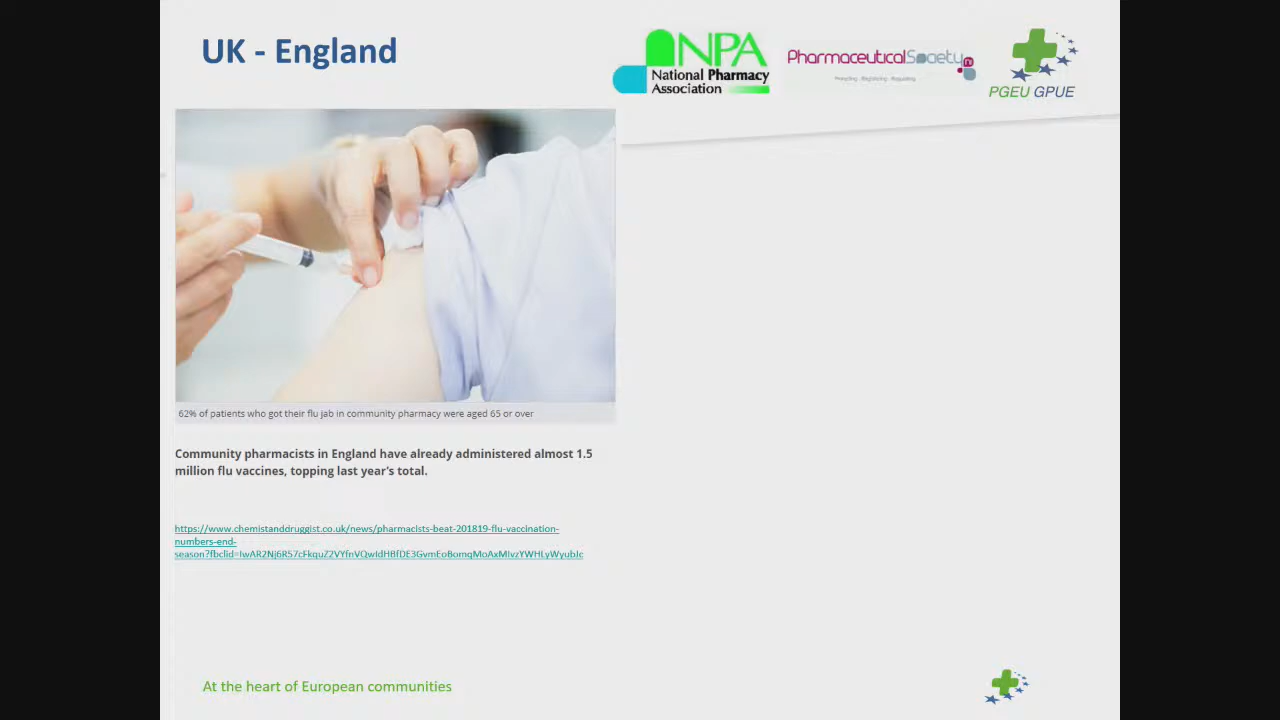 UK - England
NPA
National Pharmacy
Association
Pharmaceutical Society NI
PGEU GPUE
62% of patients who got their flu jab in community pharmacy were aged 65 or over
Community pharmacists in England have already administered almost 1.5
million flu vaccines, topping last year's total.
https://www.chemistanddruggist.co.uk/news/pharmacists-beat-201819-flu-vaccination-
numbers-end-
At the heart of European communities